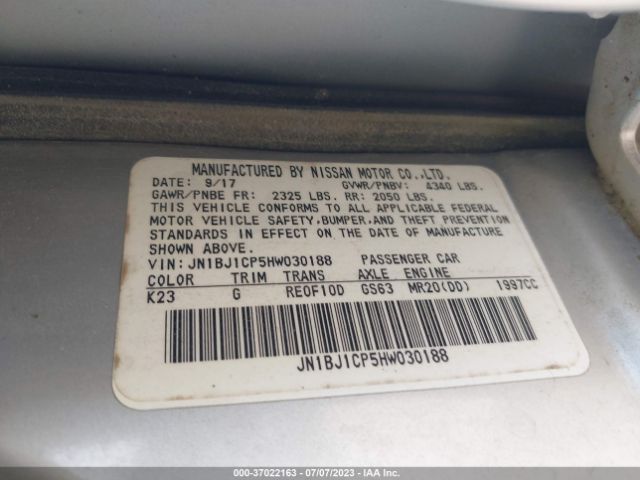 MANUFACTURED BY NISSAN MOTOR CO.,LTD.
DATE: 9/17 GVWR/PNBV: 4340 LBS.
GAWR/PNBE FR: 2325 LBS. RR: 2050 LBS.
THIS VEHICLE CONFORMS TO ALL APPLICABLE FEDERAL
MOTOR VEHICLE SAFETY,BUMPER,AND THEFT PREVENTION
STANDARDS IN EFFECT ON THE DATE OF MANUFACTURE
SHOWN ABOVE.
VIN: JN1BJ1CP5HW030188 PASSENGER CAR
COLOR TRIM TRANS AXLE ENGINE
K23 G RE0F10D GS63 MR20(DD) 1997CC
JN1BJ1CP5HW030188
000-37022163 - 07/07/2023 - IAAI.COM